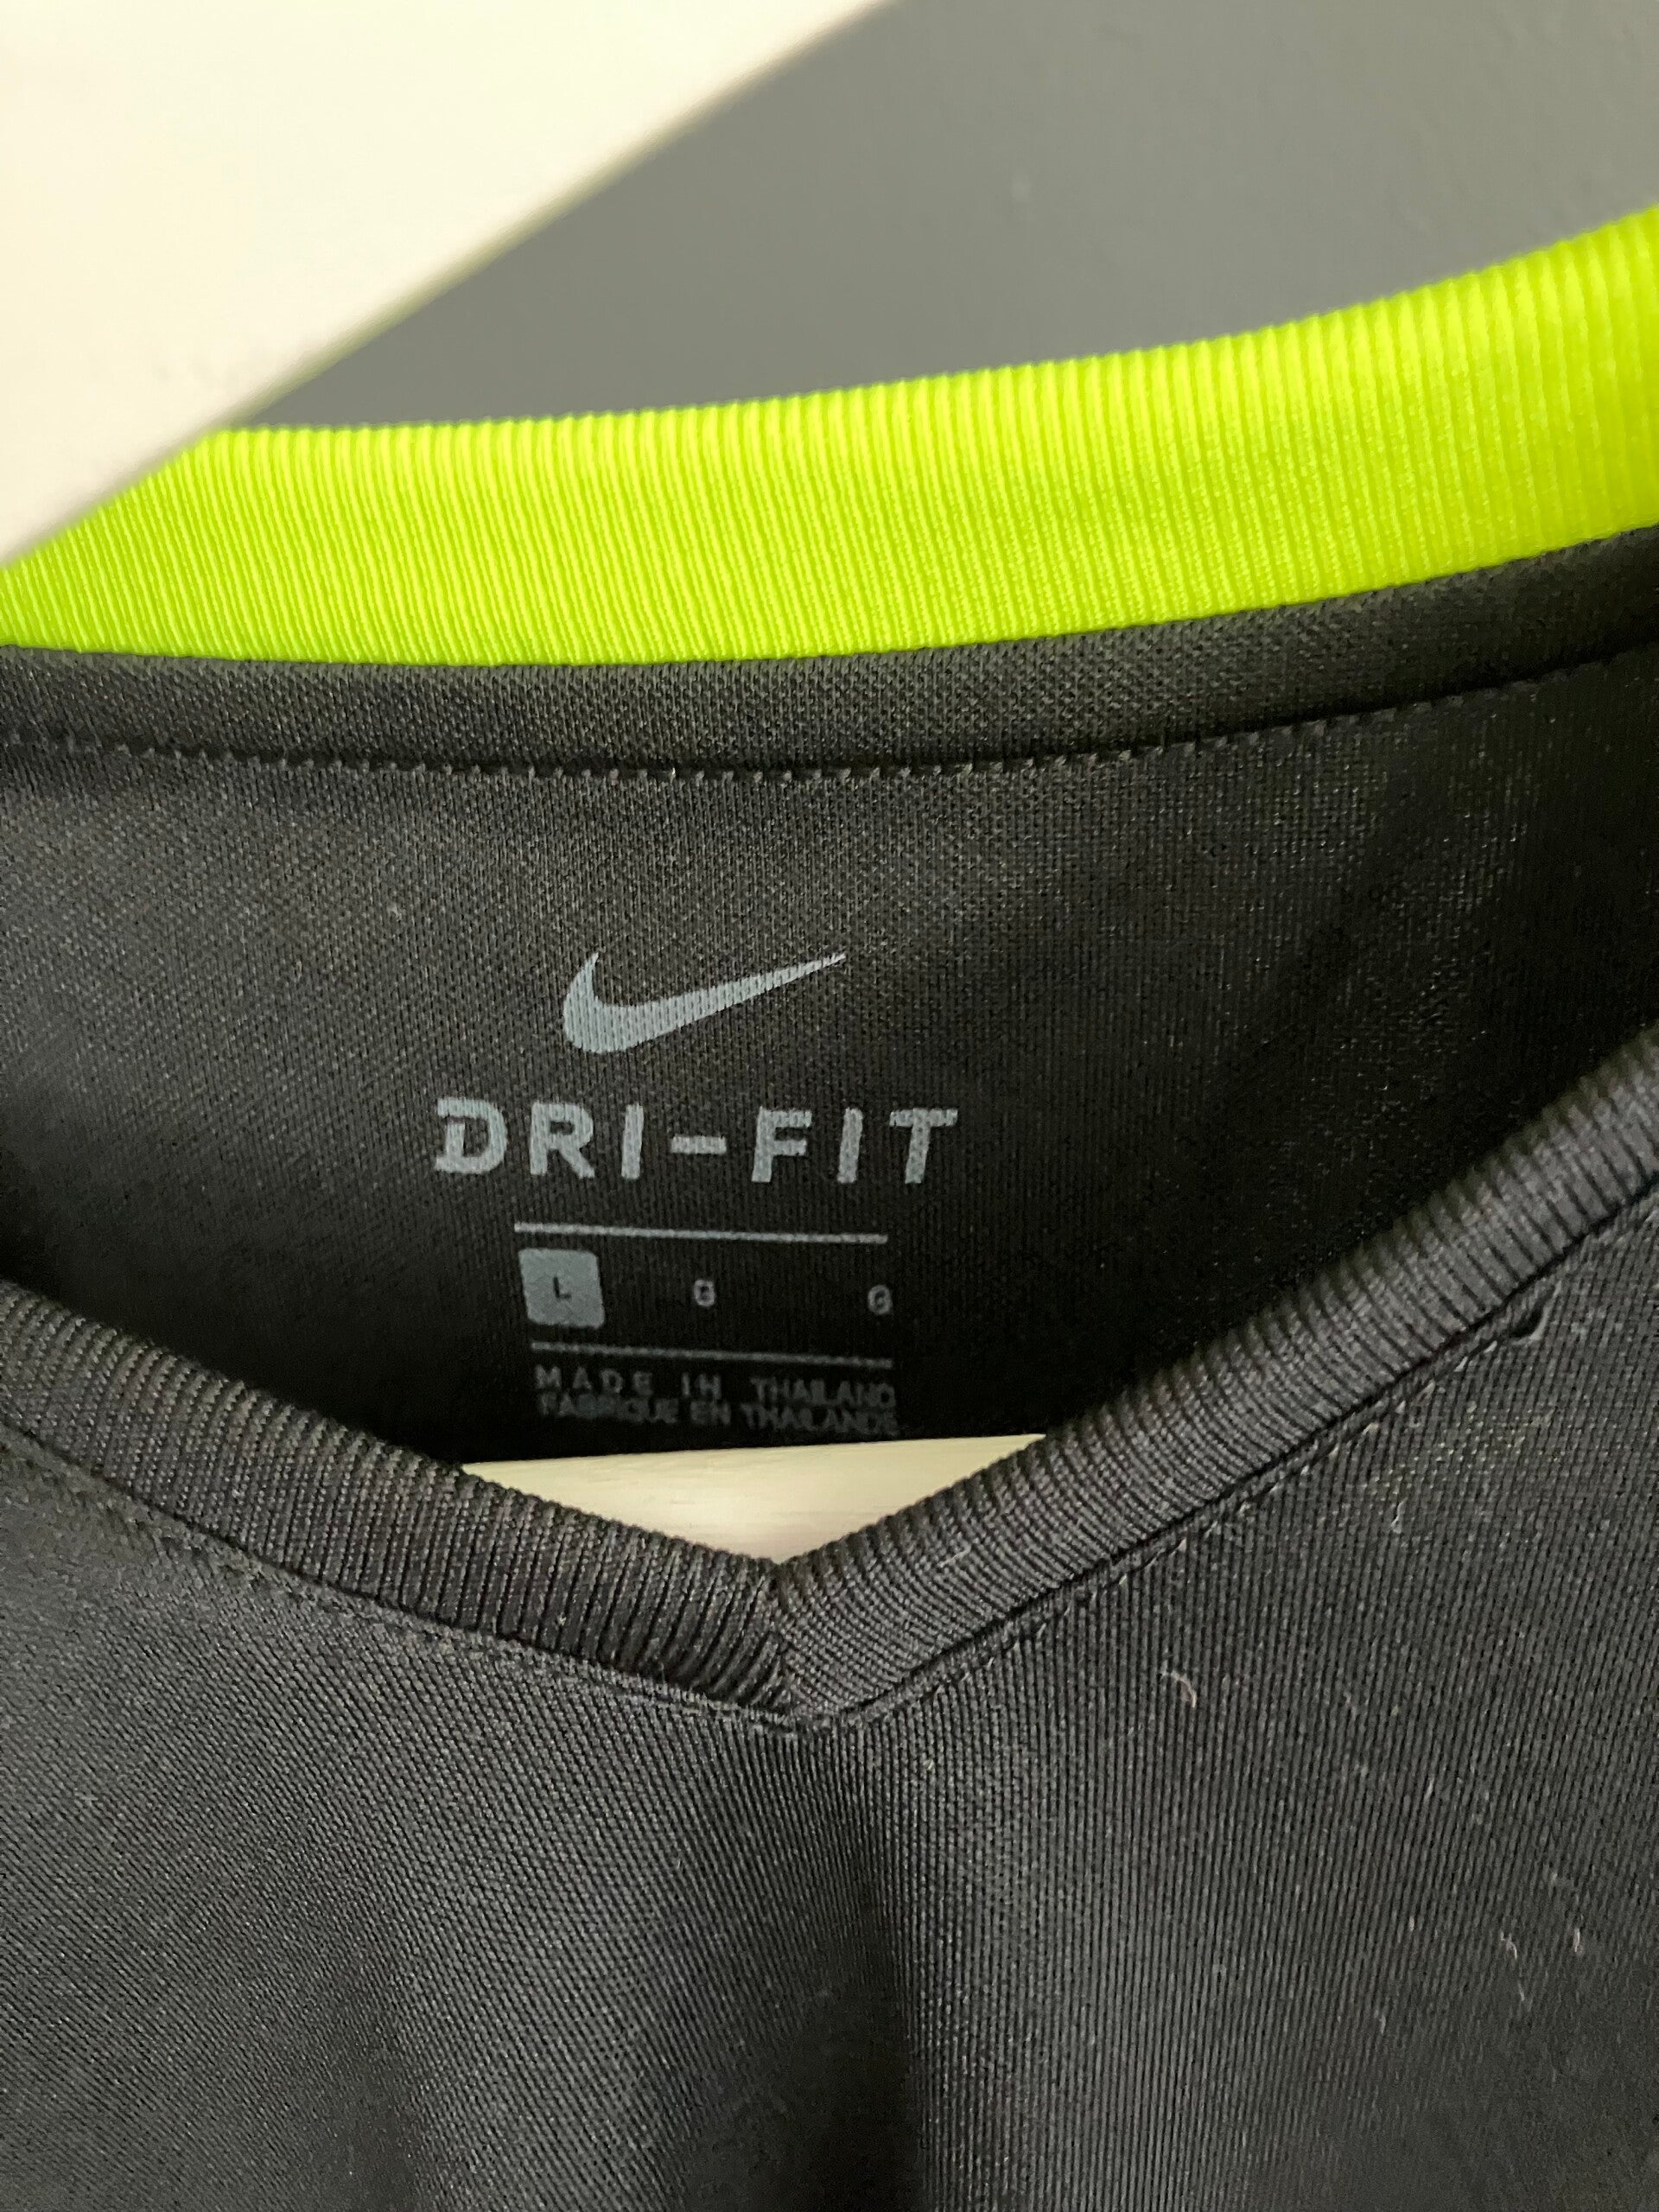 DRI-FIT
L G G
MADE IN THAILAND
FABRIQUE EN THAILANDE